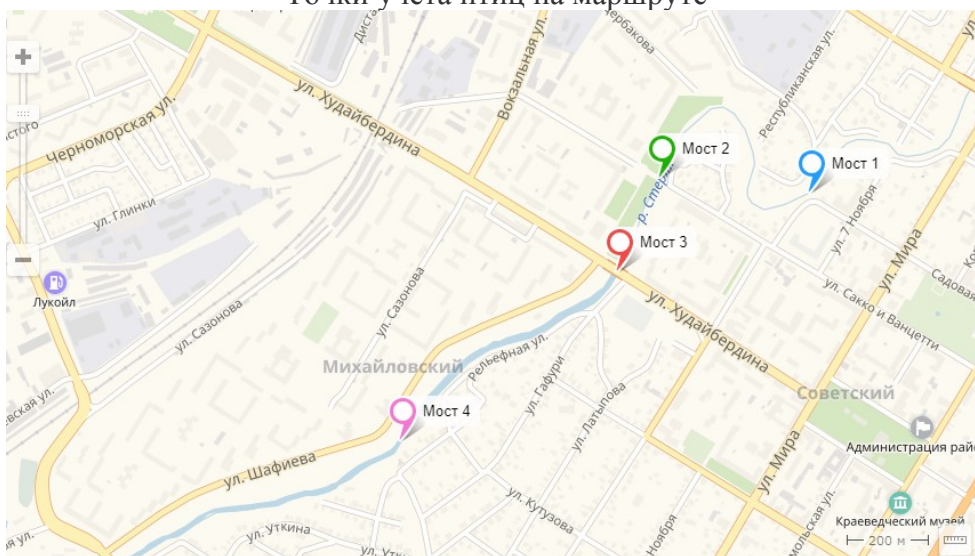 Точки учета птиц на маршруте
ул. Худайбердина
Вокзальная ул.
Республиканская ул.
Черноморская ул.
ул. Глинки
Мост 2
Мост 1
р. Стерля
ул. 7 Ноября
ул. Мира
Мост 3
Садовая
Лукойл
ул. Сазонова
ул. Сазонова
ул. Худайбердина
ул. Сакко и Ванцетти
Михайловский
Рельефная ул.
ул. Гафури
ул. Латыпова
Советский
Мост 4
Администрация рай
ул. Шафиева
ул. Мира
ул. Кутузова
ул. Уткина
Краеведческий музей
200 м